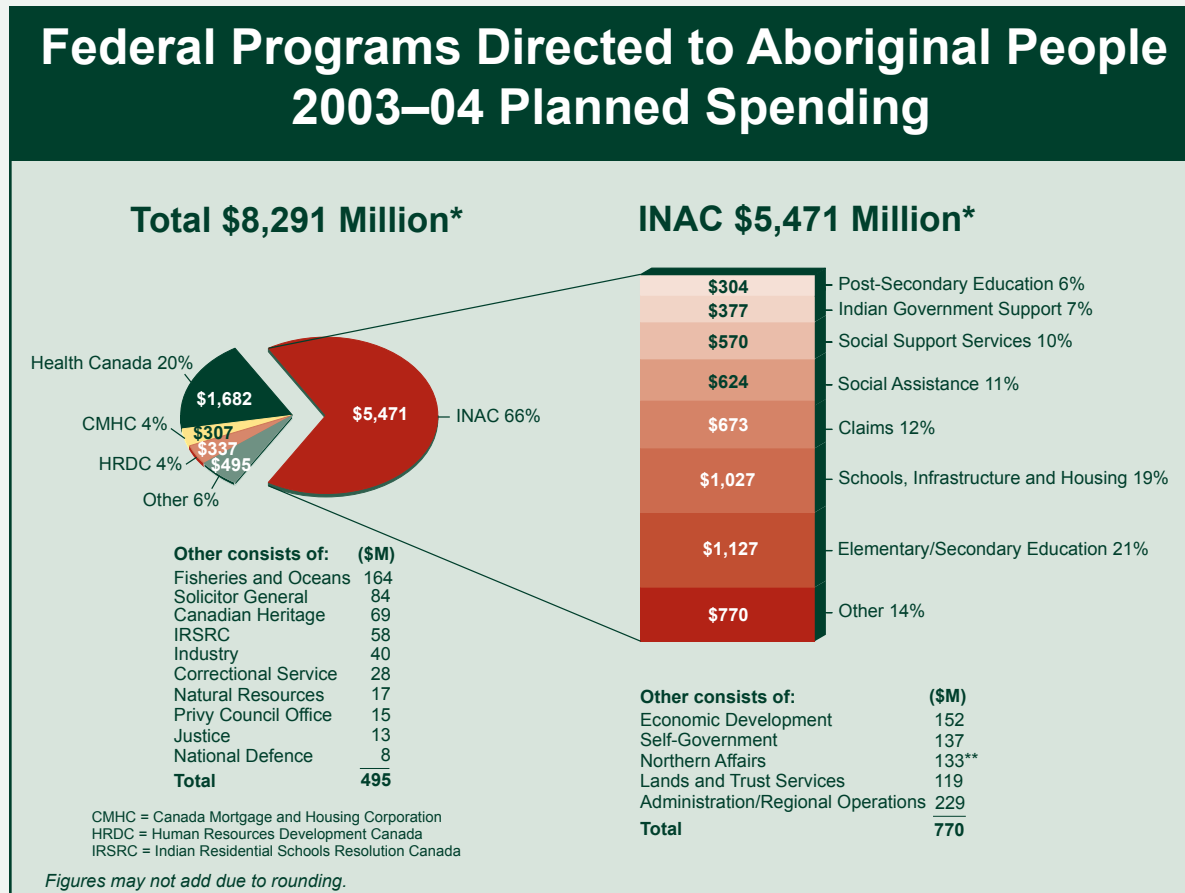 Federal Programs Directed to Aboriginal People
2003–04 Planned Spending
Total $8,291 Million*
Health Canada 20%
$1,682
CMHC 4%
$307
HRDC 4%
$337
Other 6%
$495
$5,471
INAC 66%
Other consists of: ($M)
Fisheries and Oceans 164
Solicitor General 84
Canadian Heritage 69
IRSRC 58
Industry 40
Correctional Service 28
Natural Resources 17
Privy Council Office 15
Justice 13
National Defence 8
Total 495
CMHC = Canada Mortgage and Housing Corporation
HRDC = Human Resources Development Canada
IRSRC = Indian Residential Schools Resolution Canada
Figures may not add due to rounding.
INAC $5,471 Million*
$304 Post-Secondary Education 6%
$377 Indian Government Support 7%
$570 Social Support Services 10%
$624 Social Assistance 11%
$673 Claims 12%
$1,027 Schools, Infrastructure and Housing 19%
$1,127 Elementary/Secondary Education 21%
$770 Other 14%
Other consists of: ($M)
Economic Development 152
Self-Government 137
Northern Affairs 133**
Lands and Trust Services 119
Administration/Regional Operations 229
Total 770